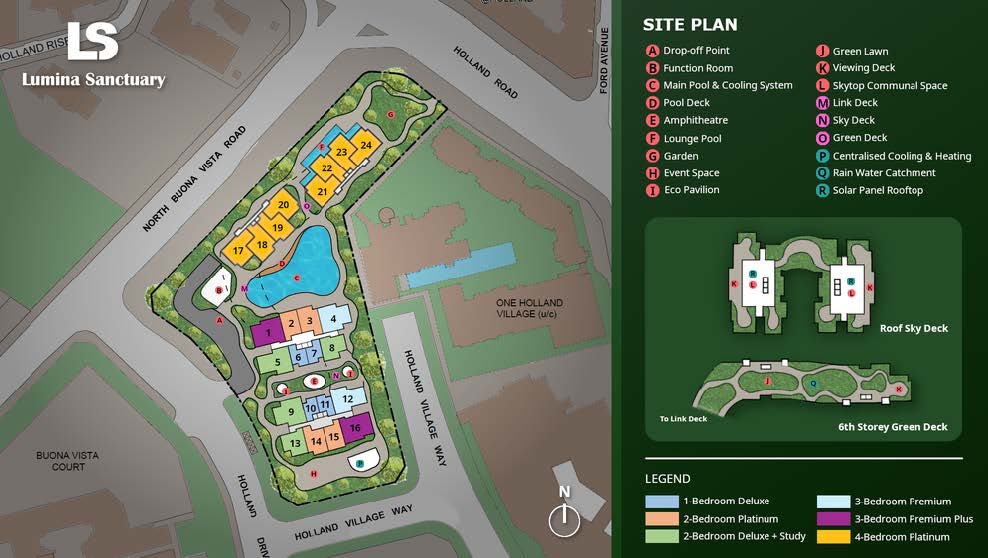 @HOLLAND
HOLLAND RISE
LS
Lumina Sanctuary
HOLLAND ROAD
FORD AVENUE
NORTH BUONA VISTA ROAD
G
F
23
24
22
21
20
O
19
18
17
D
C
M
B
A
ONE HOLLAND
VILLAGE (u/c)
1
2
3
4
5
6
7
8
I
E
N
I
9
10
11
12
13
14
15
16
H
P
HOLLAND VILLAGE WAY
BUONA VISTA
COURT
HOLLAND DRIV
HOLLAND VILLAGE WAY
N
SITE PLAN
A Drop-off Point
B Function Room
C Main Pool & Cooling System
D Pool Deck
E Amphitheatre
F Lounge Pool
G Garden
H Event Space
I Eco Pavilion
J Green Lawn
K Viewing Deck
L Skytop Communal Space
M Link Deck
N Sky Deck
O Green Deck
P Centralised Cooling & Heating
Q Rain Water Catchment
R Solar Panel Rooftop
K
R
L
R
L
K
Roof Sky Deck
J
Q
K
To Link Deck
6th Storey Green Deck
LEGEND
1-Bedroom Deluxe
2-Bedroom Platinum
2-Bedroom Deluxe + Study
3-Bedroom Premium
3-Bedroom Premium Plus
4-Bedroom Flatinum